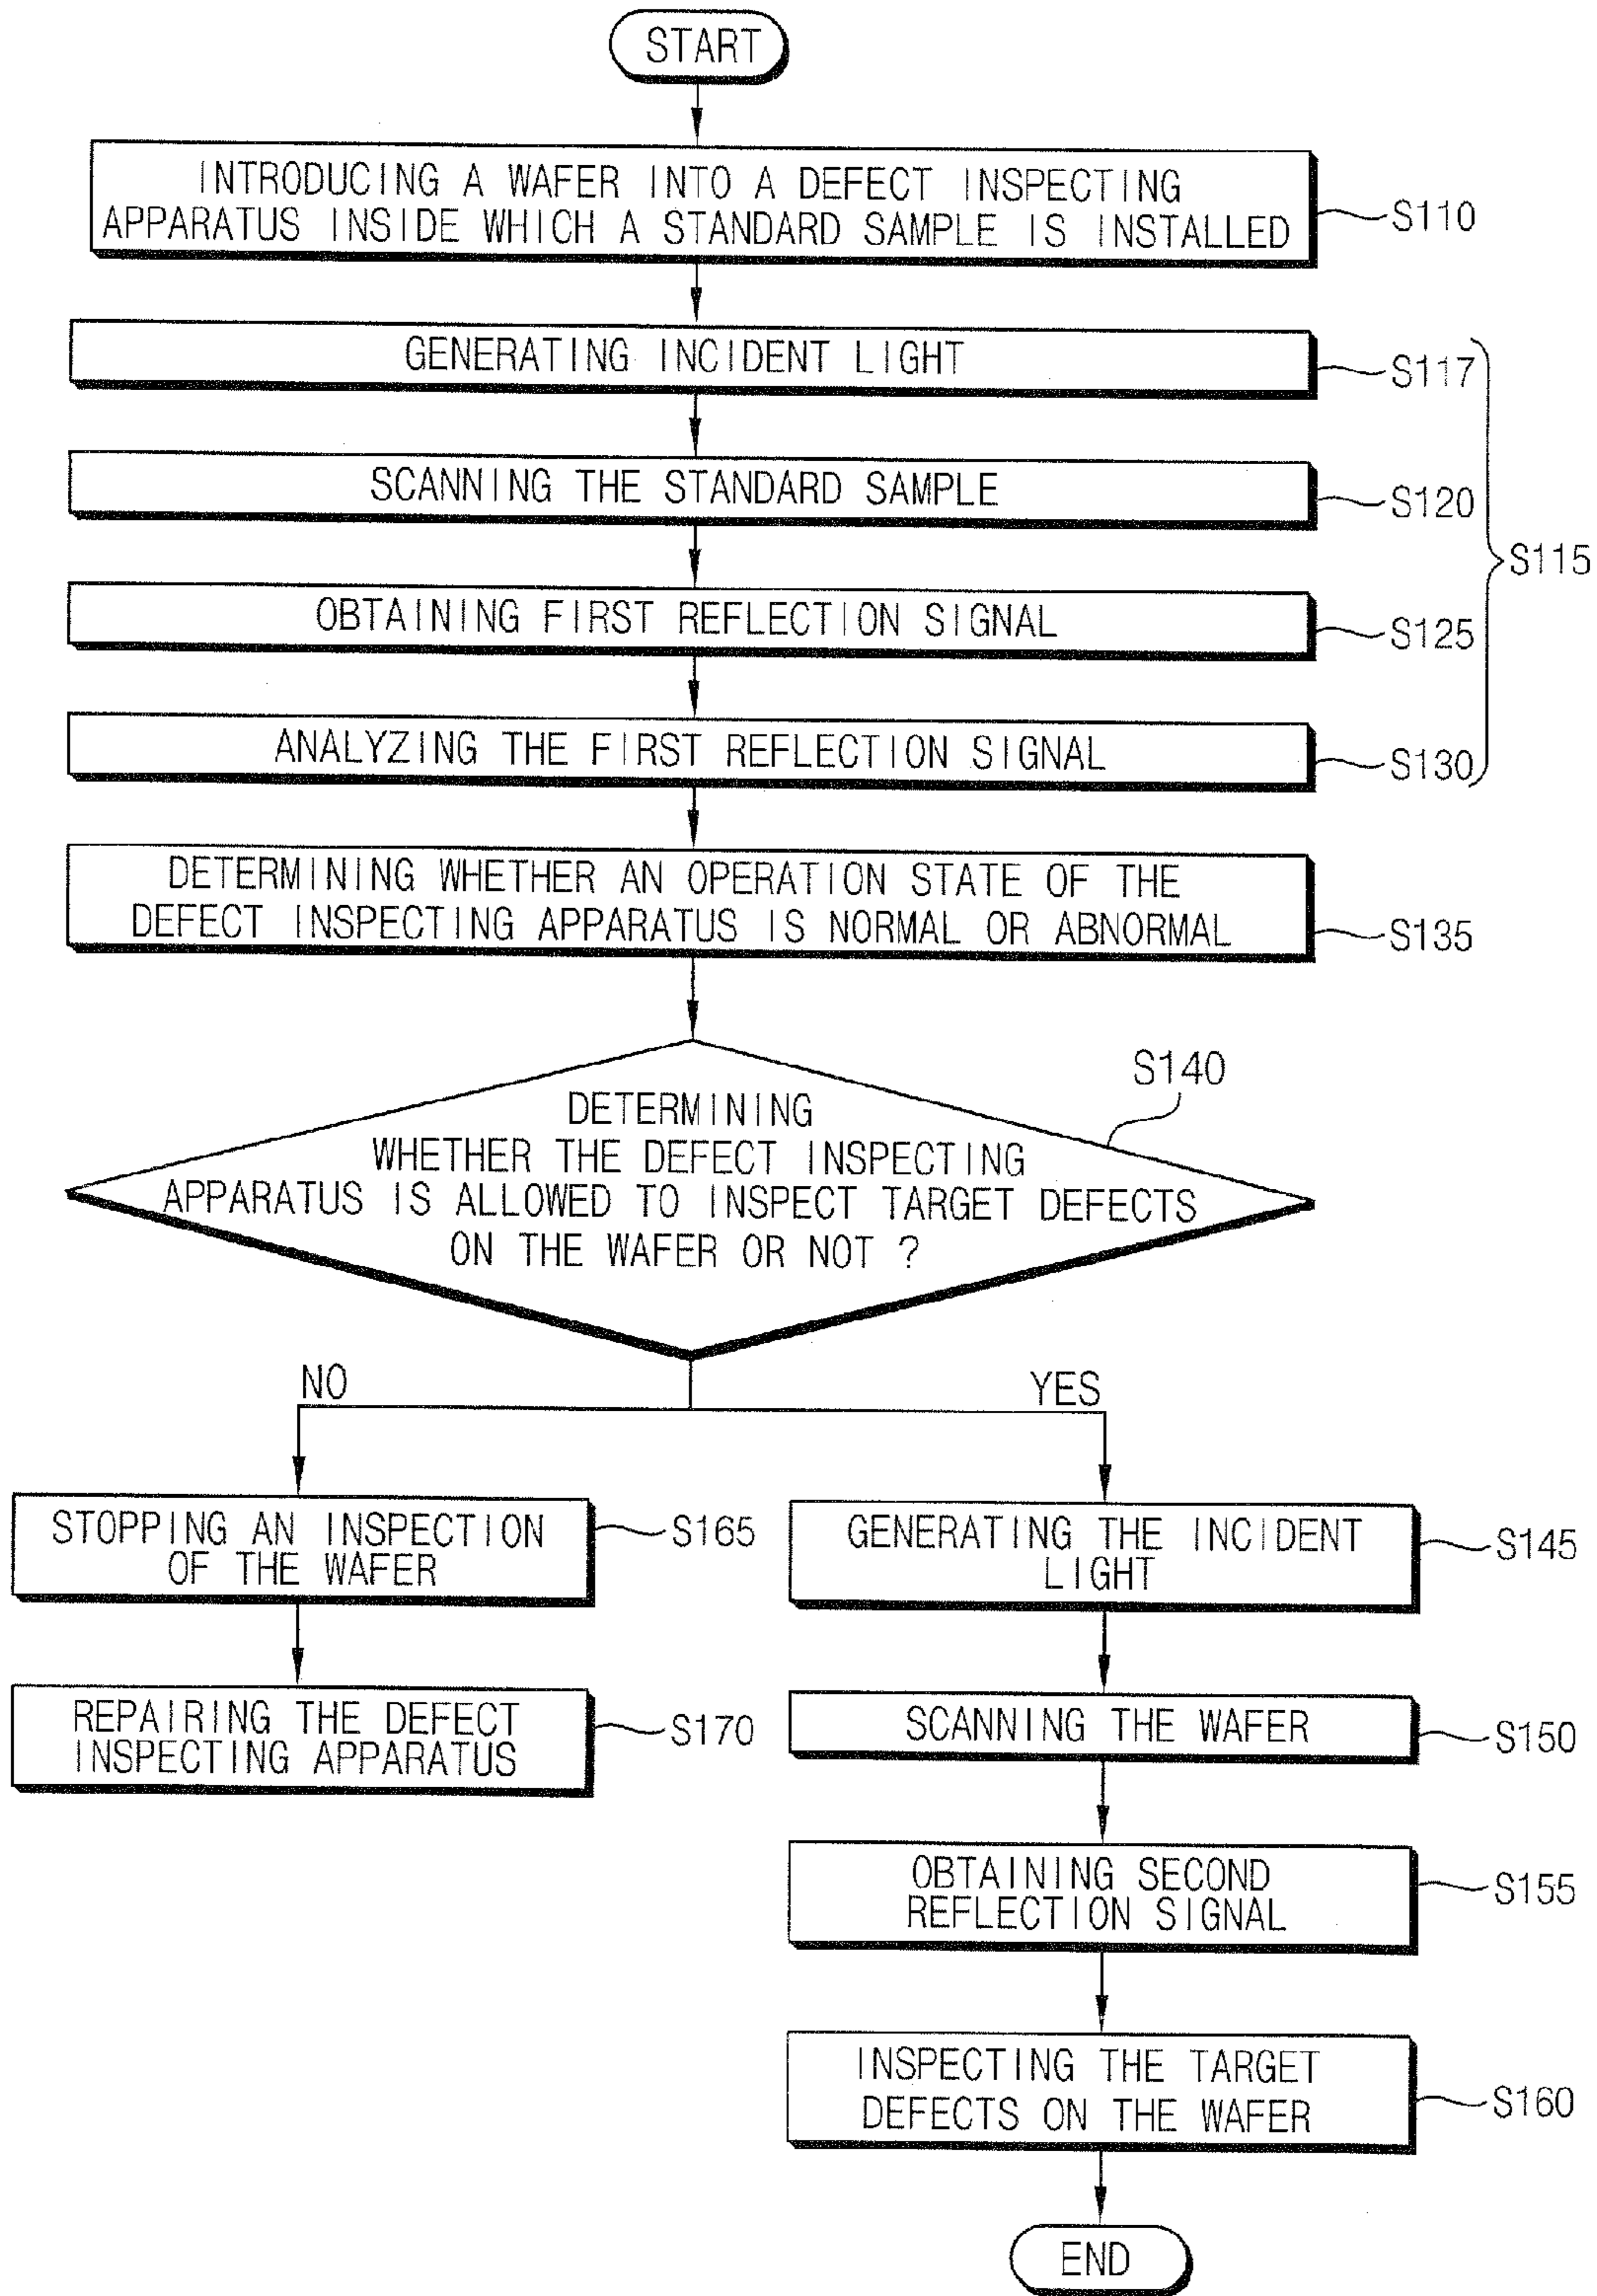 START
INTRODUCING A WAFER INTO A DEFECT INSPECTING
APPARATUS INSIDE WHICH A STANDARD SAMPLE IS INSTALLED
S110
GENERATING INCIDENT LIGHT
S117
SCANNING THE STANDARD SAMPLE
S120
S115
OBTAINING FIRST REFLECTION SIGNAL
S125
ANALYZING THE FIRST REFLECTION SIGNAL
S130
DETERMINING WHETHER AN OPERATION STATE OF THE
DEFECT INSPECTING APPARATUS IS NORMAL OR ABNORMAL
S135
S140
DETERMINING
WHETHER THE DEFECT INSPECTING
APPARATUS IS ALLOWED TO INSPECT TARGET DEFECTS
ON THE WAFER OR NOT ?
NO
YES
STOPPING AN INSPECTION
OF THE WAFER
S165
GENERATING THE INCIDENT
LIGHT
S145
REPAIRING THE DEFECT
INSPECTING APPARATUS
S170
SCANNING THE WAFER
S150
OBTAINING SECOND
REFLECTION SIGNAL
S155
INSPECTING THE TARGET
DEFECTS ON THE WAFER
S160
END